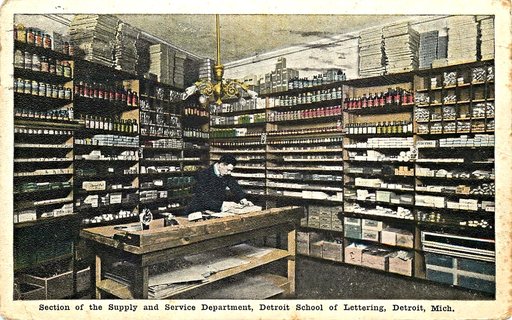 Section of the Supply and Service Department, Detroit School of Lettering, Detroit, Mich.